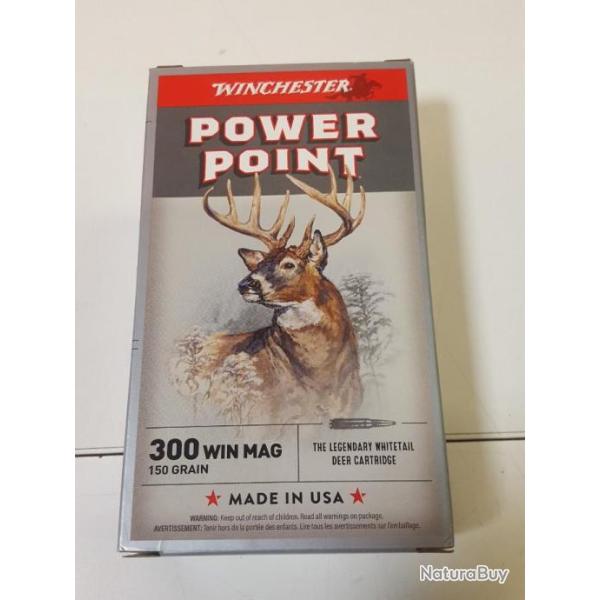 WINCHESTER
POWER
POINT
300 WIN MAG
150 GRAIN
THE LEGENDARY WHITETAIL
DEER CARTRIDGE
★ MADE IN USA ★
WARNING: Keep out of reach of children. Read all warnings on package.
AVERTISSEMENT: Tenir hors de la portée des enfants. Lire tous les avertissements sur l'emballage.
NaturaBuy